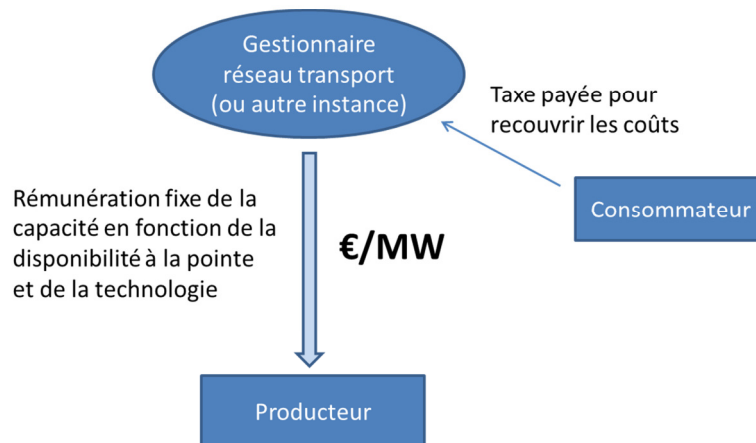 Gestionnaire
réseau transport
(ou autre instance)
Taxe payée pour
recouvrir les coûts
Consommateur
Rémunération fixe de la
capacité en fonction de la
disponibilité à la pointe
et de la technologie
€/MW
Producteur